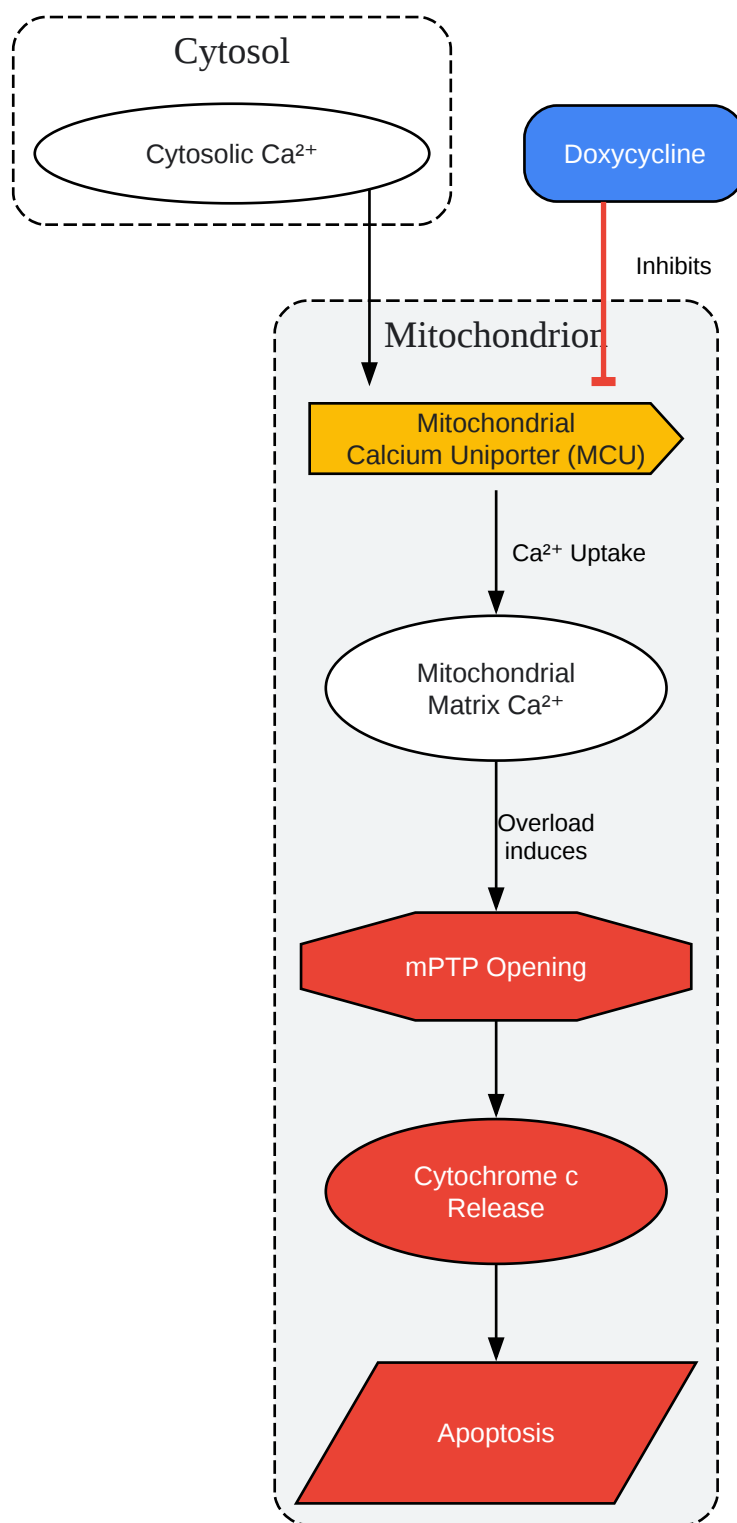 Cytosol
Cytosolic Ca²⁺
Doxycycline
Inhibits
Mitochondrion
Mitochondrial
Calcium Uniporter (MCU)
Ca²⁺ Uptake
Mitochondrial
Matrix Ca²⁺
Overload
induces
mPTP Opening
Cytochrome c
Release
Apoptosis